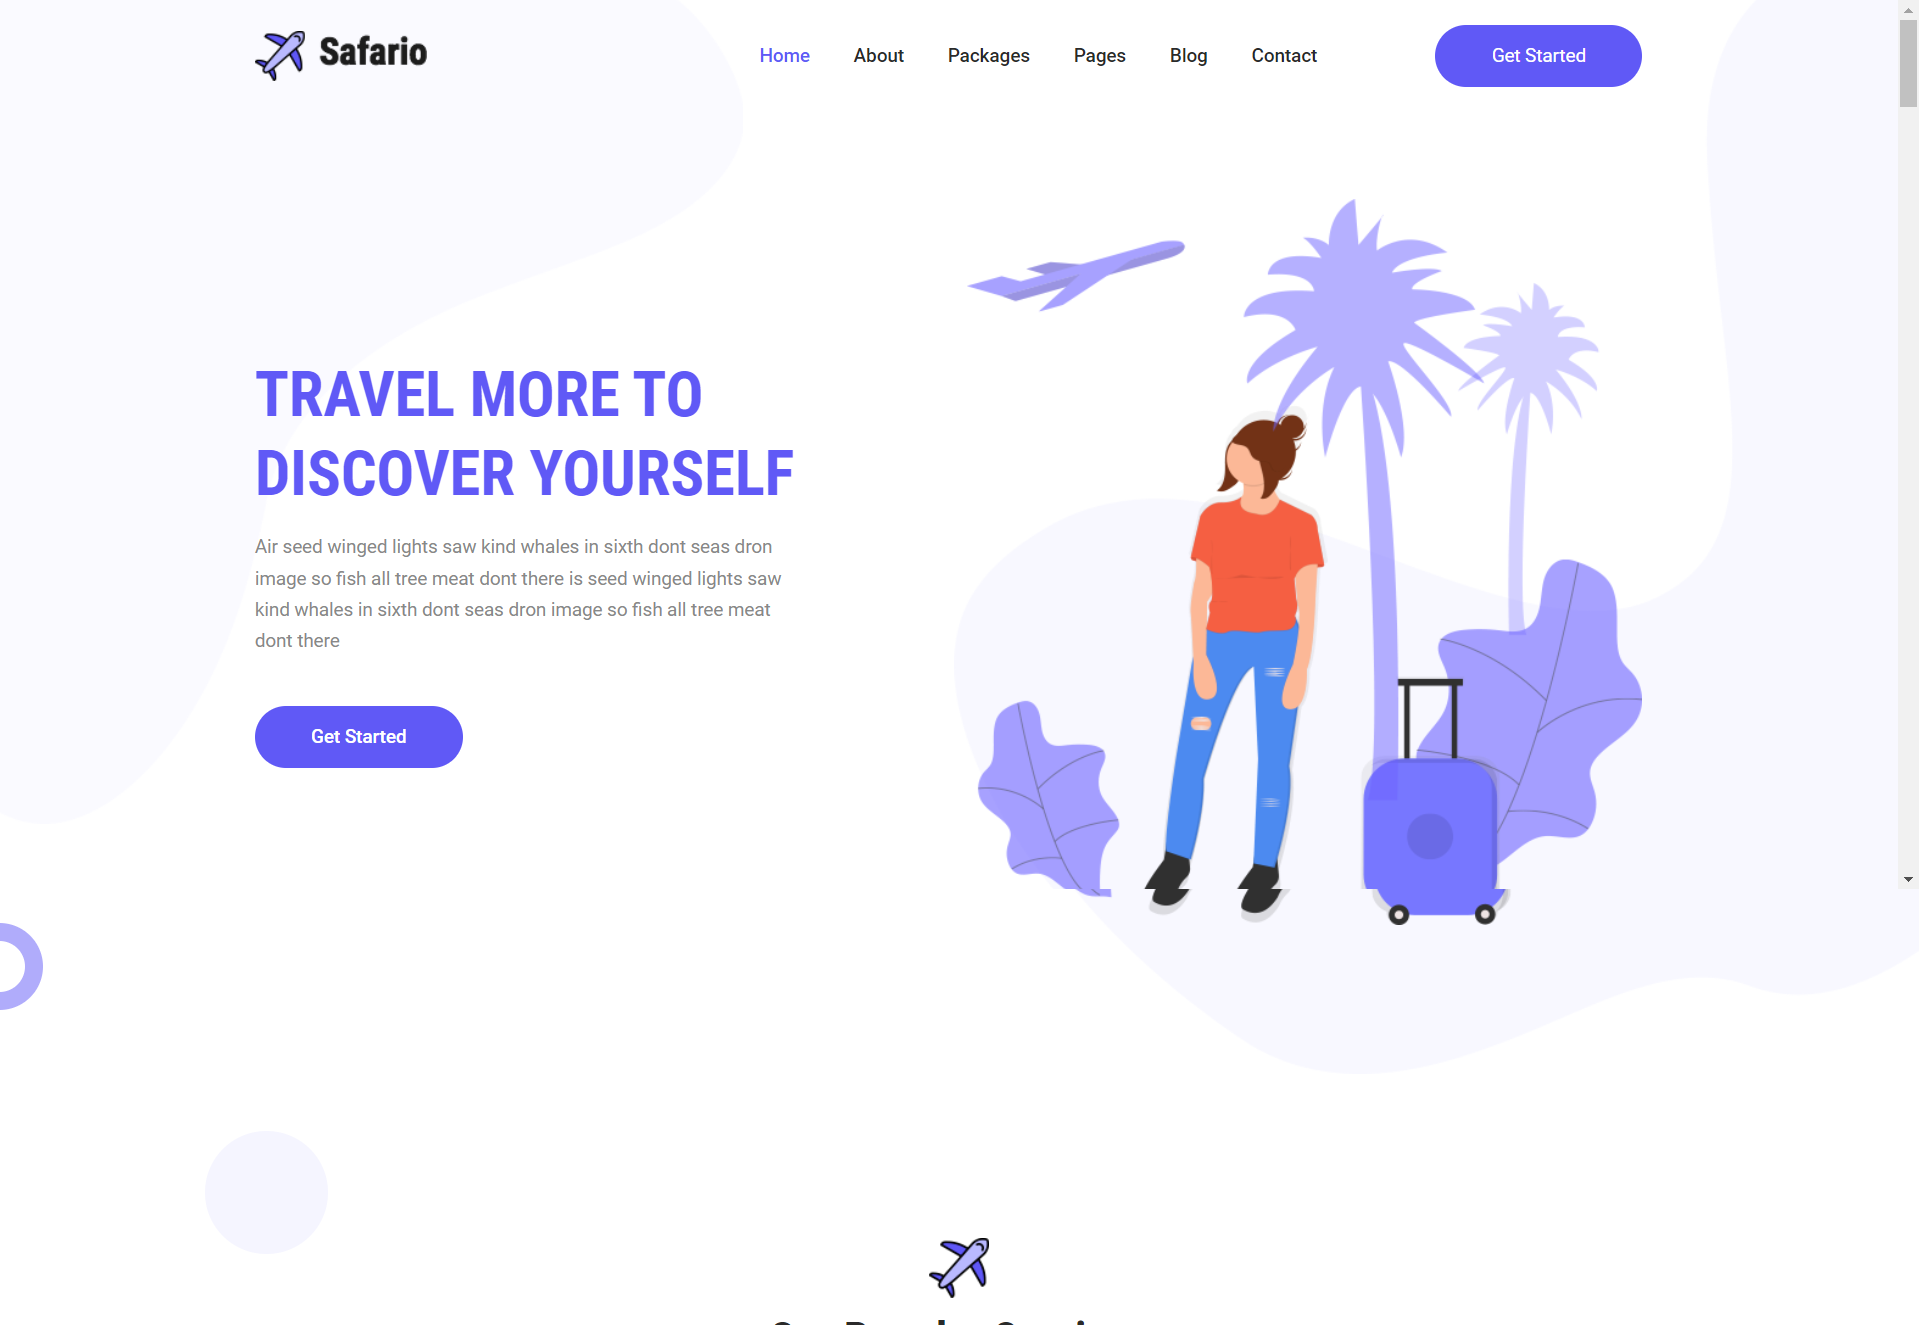 Safario
Home About Packages Pages Blog Contact Get Started
TRAVEL MORE TO
DISCOVER YOURSELF
Air seed winged lights saw kind whales in sixth dont seas dron
image so fish all tree meat dont there is seed winged lights saw
kind whales in sixth dont seas dron image so fish all tree meat
dont there
Get Started